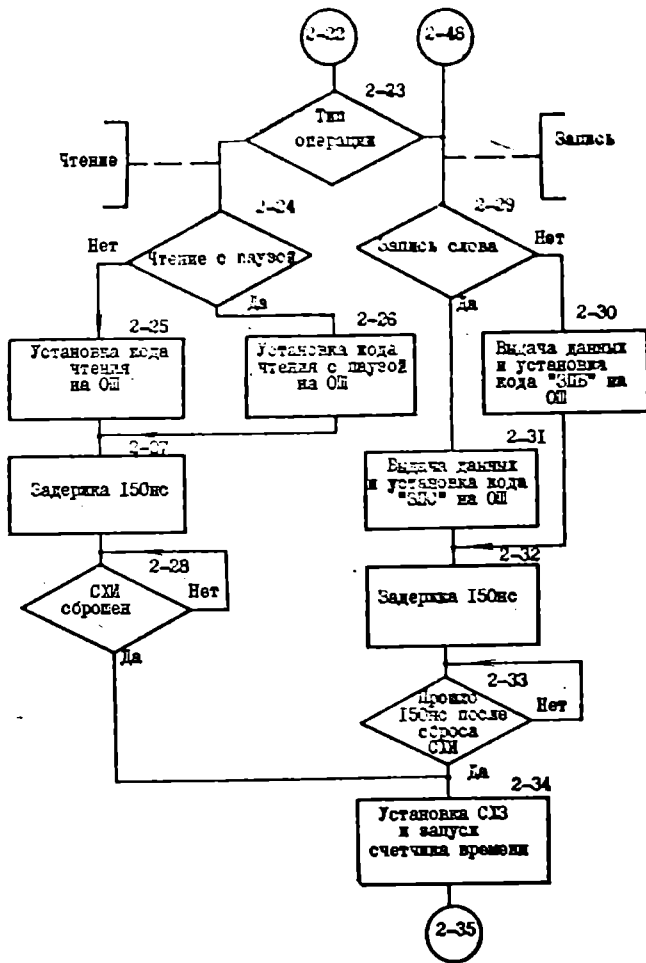 2-22
2-48
2-23
Тип
операции
Чтение
Запись
2-24
2-29
Нет
Чтение с паузой
Запись слова
Нет
Да
Да
2-25
2-26
2-30
Установка кода
чтения
на ОШ
Установка кода
чтения с паузой
на ОШ
Выдача данных
и установка
кода "ЗПБ" на
ОШ
2-27
2-31
Задержка 150нс
Выдача данных
и установка кода
"ЗПС" на ОШ
2-28
2-32
СХИ
сброшен
Нет
Задержка 150нс
Да
2-33
Прошло
150нс после
сброса
СХИ
Нет
Да
2-34
Установка СХЗ
и запуск
счетчика времени
2-35